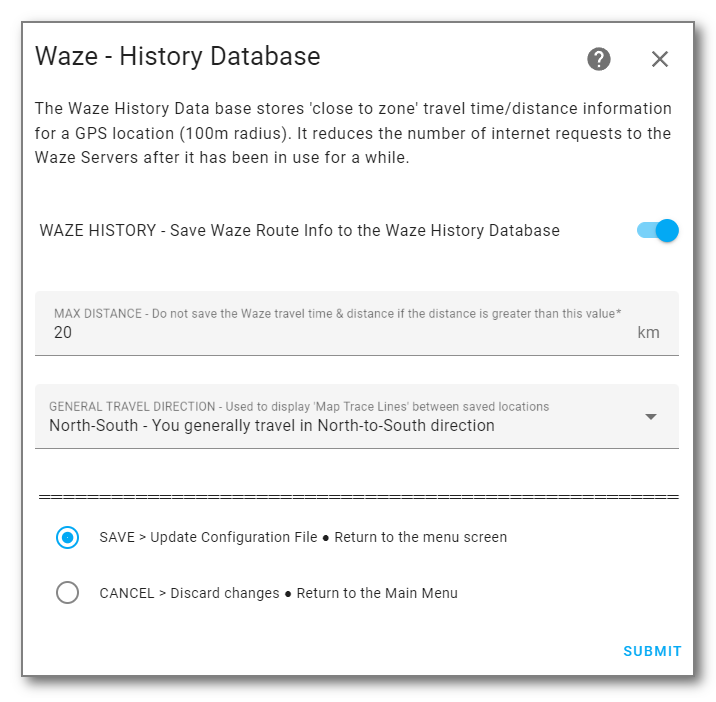 Waze - History Database
?
The Waze History Data base stores 'close to zone' travel time/distance information
for a GPS location (100m radius). It reduces the number of internet requests to the
Waze Servers after it has been in use for a while.
WAZE HISTORY - Save Waze Route Info to the Waze History Database
MAX DISTANCE - Do not save the Waze travel time & distance if the distance is greater than this value*
20 km
GENERAL TRAVEL DIRECTION - Used to display 'Map Trace Lines' between saved locations
North-South - You generally travel in North-to-South direction
====================================================
SAVE > Update Configuration File ● Return to the menu screen
CANCEL > Discard changes ● Return to the Main Menu
SUBMIT